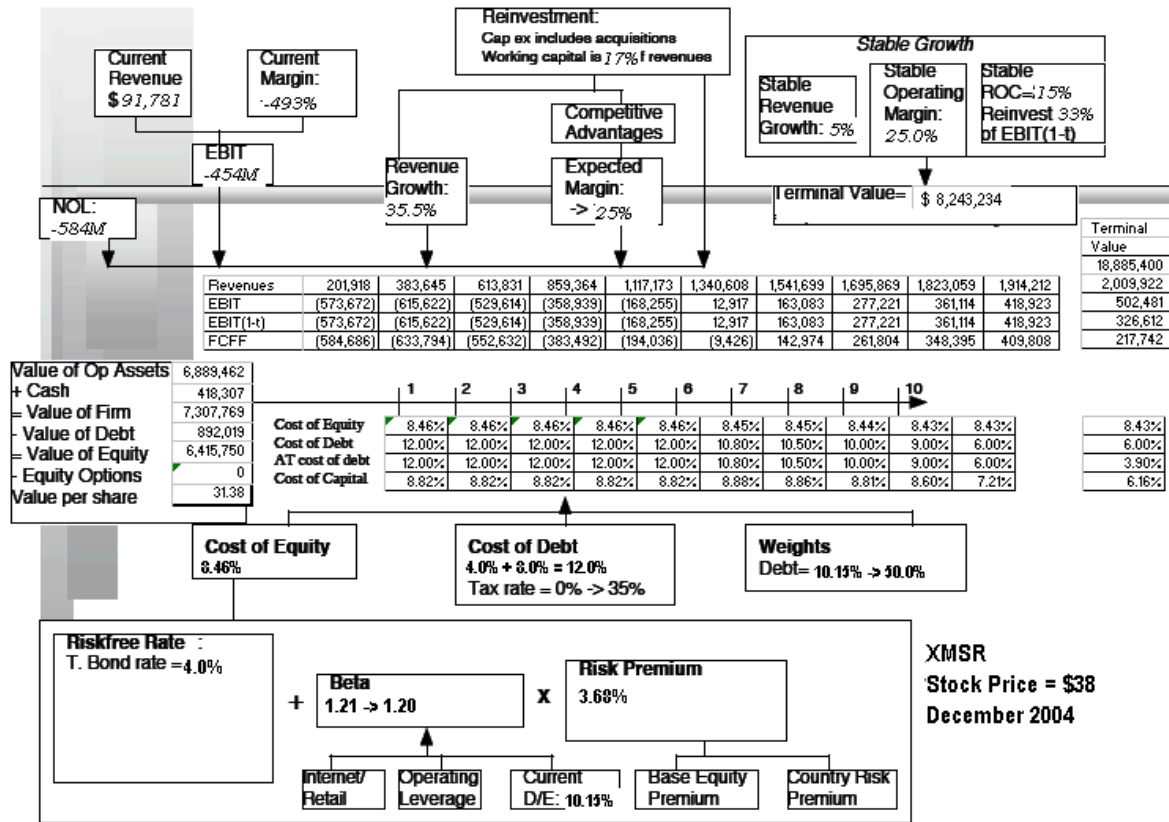 Reinvestment:
Cap ex includes acquisitions
Working capital is 17% f revenues
Current
Revenue
$ 91,781
Current
Margin:
-493%
Stable Growth
Stable
Revenue
Growth: 5%
Stable
Operating
Margin:
25.0%
Stable
ROC=15%
Reinvest 33%
of EBIT(1-t)
Competitive
Advantages
EBIT
-454M
Revenue
Growth:
35.5%
Expected
Margin:
-> 25%
NOL:
-584M
Terminal Value= $ 8,243,234
Terminal
Value
18,885,400
2,009,922
502,481
326,612
217,742
Revenues 201,918 383,645 613,831 859,364 1,117,173 1,340,608 1,541,699 1,695,869 1,823,059 1,914,212
EBIT (573,672) (615,622) (529,614) (358,939) (168,255) 12,917 163,083 277,221 361,114 418,923
EBIT(1-t) (573,672) (615,622) (529,614) (358,939) (168,255) 12,917 163,083 277,221 361,114 418,923
FCFF (584,686) (633,794) (552,632) (383,492) (194,036) (9,426) 142,974 261,804 348,395 409,808
Value of Op Assets 6,889,462
+ Cash 418,307
= Value of Firm 7,307,769
- Value of Debt 892,019
= Value of Equity 6,415,750
- Equity Options 0
Value per share 31.38
1 2 3 4 5 6 7 8 9 10
Cost of Equity 8.46% 8.46% 8.46% 8.46% 8.46% 8.45% 8.45% 8.44% 8.43% 8.43% 8.43%
Cost of Debt 12.00% 12.00% 12.00% 12.00% 12.00% 10.80% 10.50% 10.00% 9.00% 6.00% 6.00%
AT cost of debt 12.00% 12.00% 12.00% 12.00% 12.00% 10.80% 10.50% 10.00% 9.00% 6.00% 3.90%
Cost of Capital 8.82% 8.82% 8.82% 8.82% 8.82% 8.88% 8.86% 8.81% 8.60% 7.21% 6.16%
Cost of Equity
8.46%
Cost of Debt
4.0% + 8.0% = 12.0%
Tax rate = 0% -> 35%
Weights
Debt= 10.15% -> 50.0%
Riskfree Rate :
T. Bond rate =4.0%
+
Beta
1.21 -> 1.20
X
Risk Premium
3.68%
Internet/
Retail
Operating
Leverage
Current
D/E: 10.15%
Base Equity
Premium
Country Risk
Premium
XMSR
Stock Price = $38
December 2004